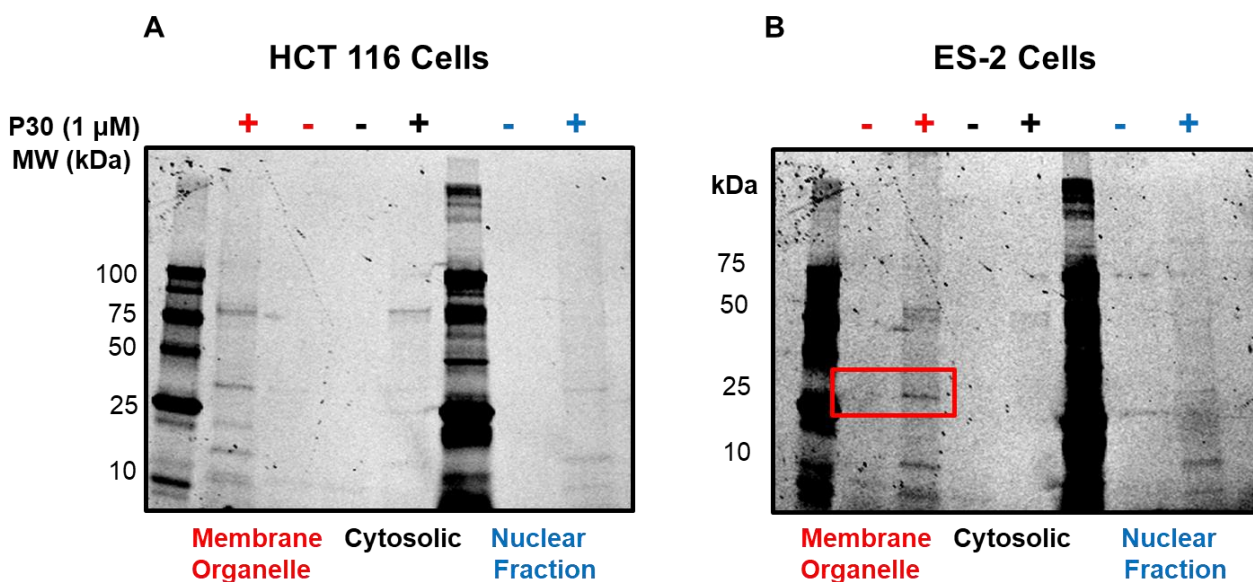 A
HCT 116 Cells
P30 (1 µM) + - - + - +
MW (kDa)
100
75
50
25
10
Membrane Organelle
Cytosolic
Nuclear Fraction
B
ES-2 Cells
- + - + - +
kDa
75
50
25
10
Membrane Organelle
Cytosolic
Nuclear Fraction